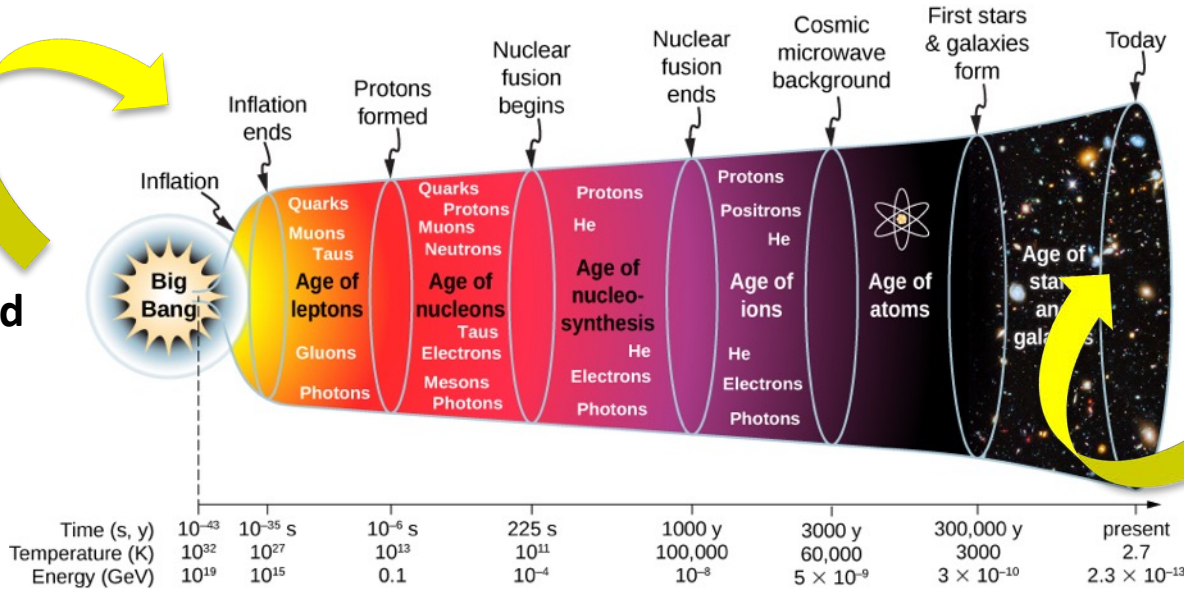 Inflation
Inflation
ends
Protons
formed
Nuclear
fusion
begins
Nuclear
fusion
ends
Cosmic
microwave
background
First stars
& galaxies
form
Today
Big
Bang
Quarks
Muons
Taus
Age of
leptons
Gluons
Photons
Quarks
Protons
Muons
Neutrons
Age of
nucleons
Taus
Electrons
Mesons
Photons
Protons
He
Age of
nucleo-
synthesis
He
Electrons
Photons
Protons
Positrons
He
Age of
ions
He
Electrons
Photons
Age of
atoms
Age of
Time (s, y) 10⁻⁴³ 10⁻³⁵ s 10⁻⁶ s 225 s 1000 y 3000 y 300,000 y present
Temperature (K) 10³² 10²⁷ 10¹³ 10¹¹ 100,000 60,000 3000 2.7
Energy (GeV) 10¹⁹ 10¹⁵ 0.1 10⁻⁴ 10⁻⁸ 5 × 10⁻⁹ 3 × 10⁻¹⁰ 2.3 × 10⁻¹³